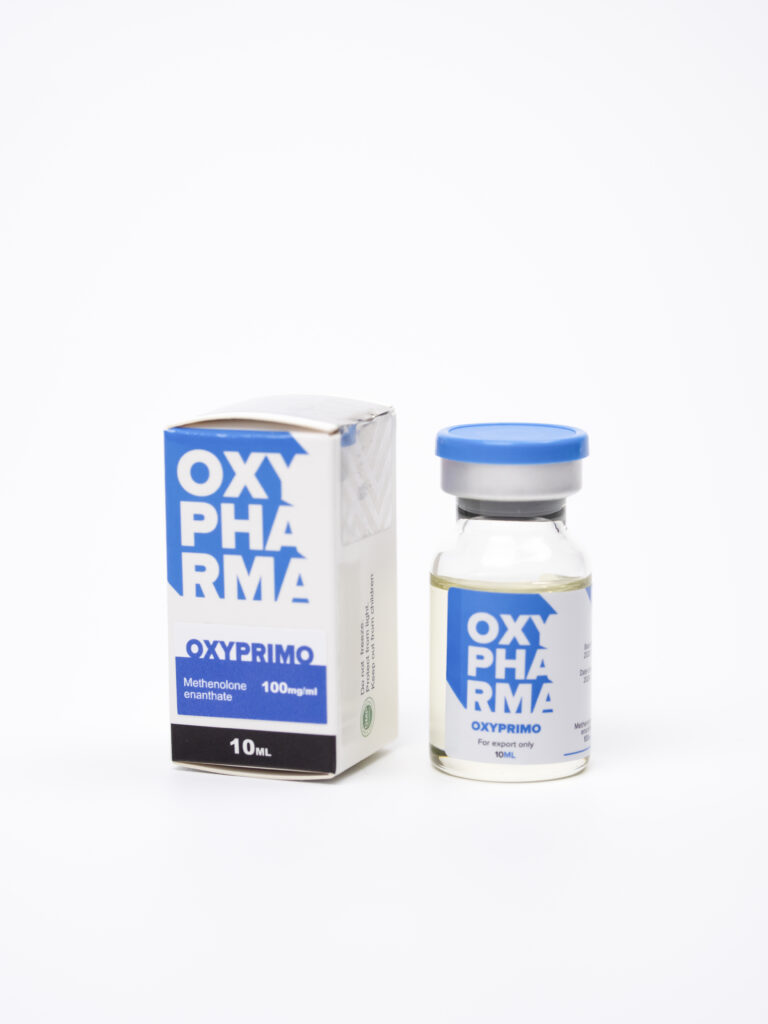 OXY
PHA
RMA
OXYPRIMO
Methenolone
enanthate
100mg/ml
10ML
Do not freeze.
Protect from light.
Keep out from children
OXY
PHA
RMA
OXYPRIMO
For export only
10ML